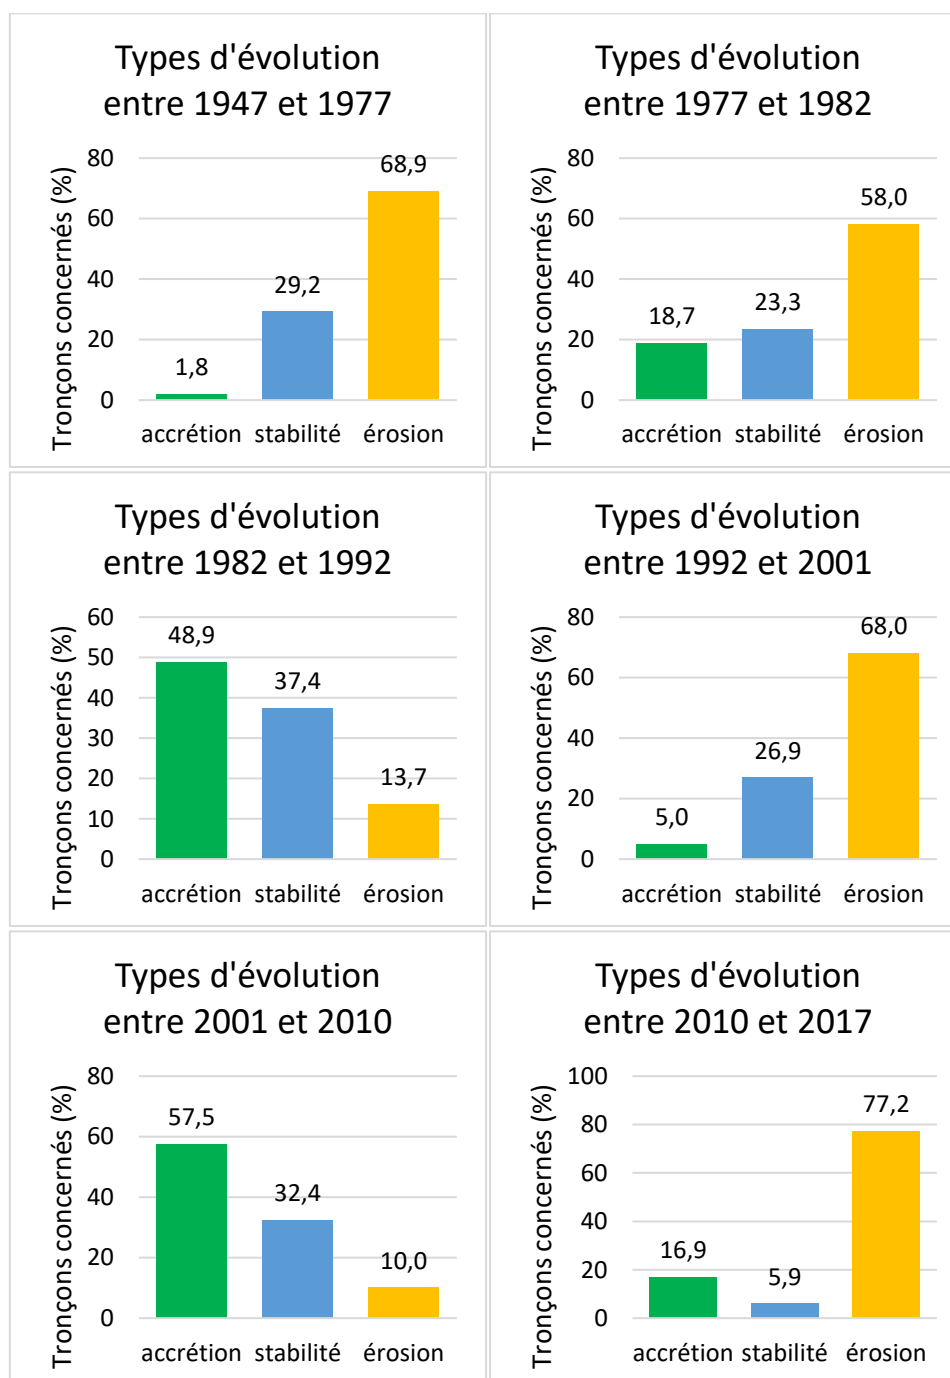 Types d'évolution
entre 1947 et 1977
Tronçons concernés (%)
80
60
40
20
0
1,8
29,2
68,9
accrétion stabilité érosion
Types d'évolution
entre 1977 et 1982
Tronçons concernés (%)
80
60
40
20
0
18,7
23,3
58,0
accrétion stabilité érosion
Types d'évolution
entre 1982 et 1992
Tronçons concernés (%)
60
50
40
30
20
10
0
48,9
37,4
13,7
accrétion stabilité érosion
Types d'évolution
entre 1992 et 2001
Tronçons concernés (%)
80
60
40
20
0
5,0
26,9
68,0
accrétion stabilité érosion
Types d'évolution
entre 2001 et 2010
Tronçons concernés (%)
80
60
40
20
0
57,5
32,4
10,0
accrétion stabilité érosion
Types d'évolution
entre 2010 et 2017
Tronçons concernés (%)
100
80
60
40
20
0
16,9
5,9
77,2
accrétion stabilité érosion